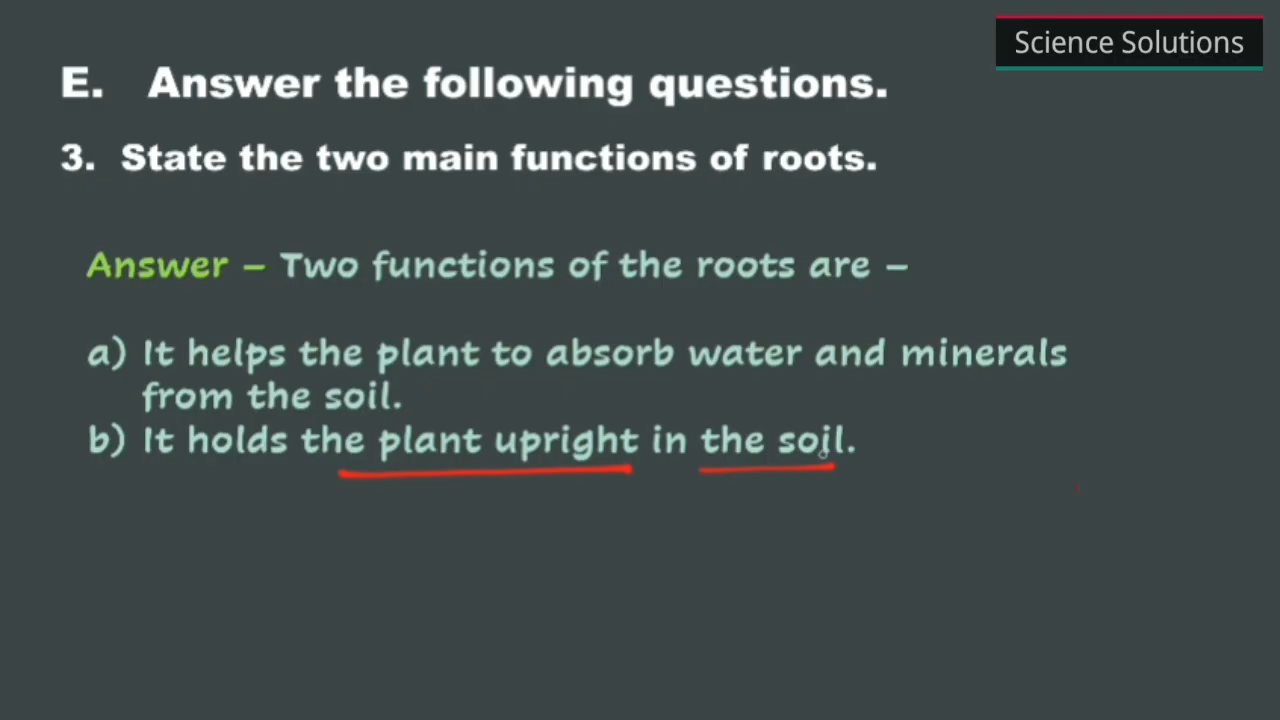 Science Solutions
E. Answer the following questions.
3. State the two main functions of roots.
Answer – Two functions of the roots are –
a) It helps the plant to absorb water and minerals
from the soil.
b) It holds the plant upright in the soil.